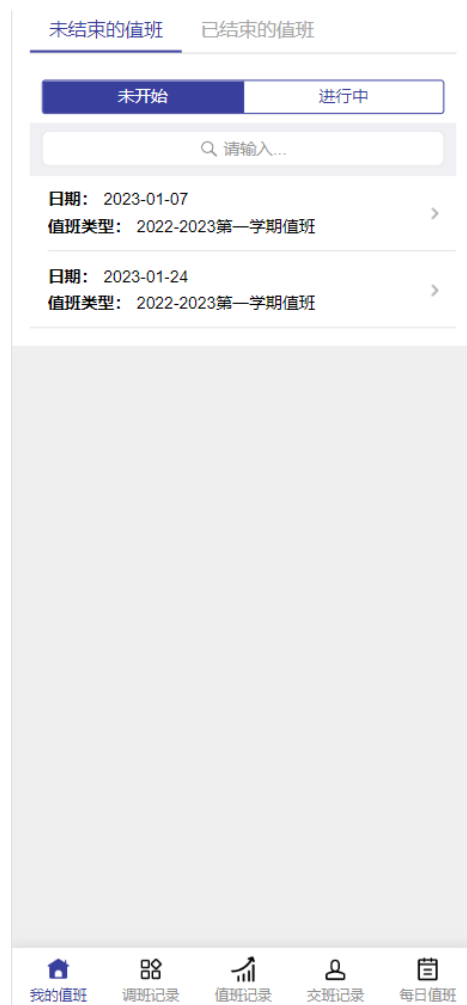 未结束的值班 已结束的值班
未开始 进行中
请输入...
日期： 2023-01-07
值班类型： 2022-2023第一学期值班
日期： 2023-01-24
值班类型： 2022-2023第一学期值班
我的值班 调班记录 值班记录 交班记录 每日值班